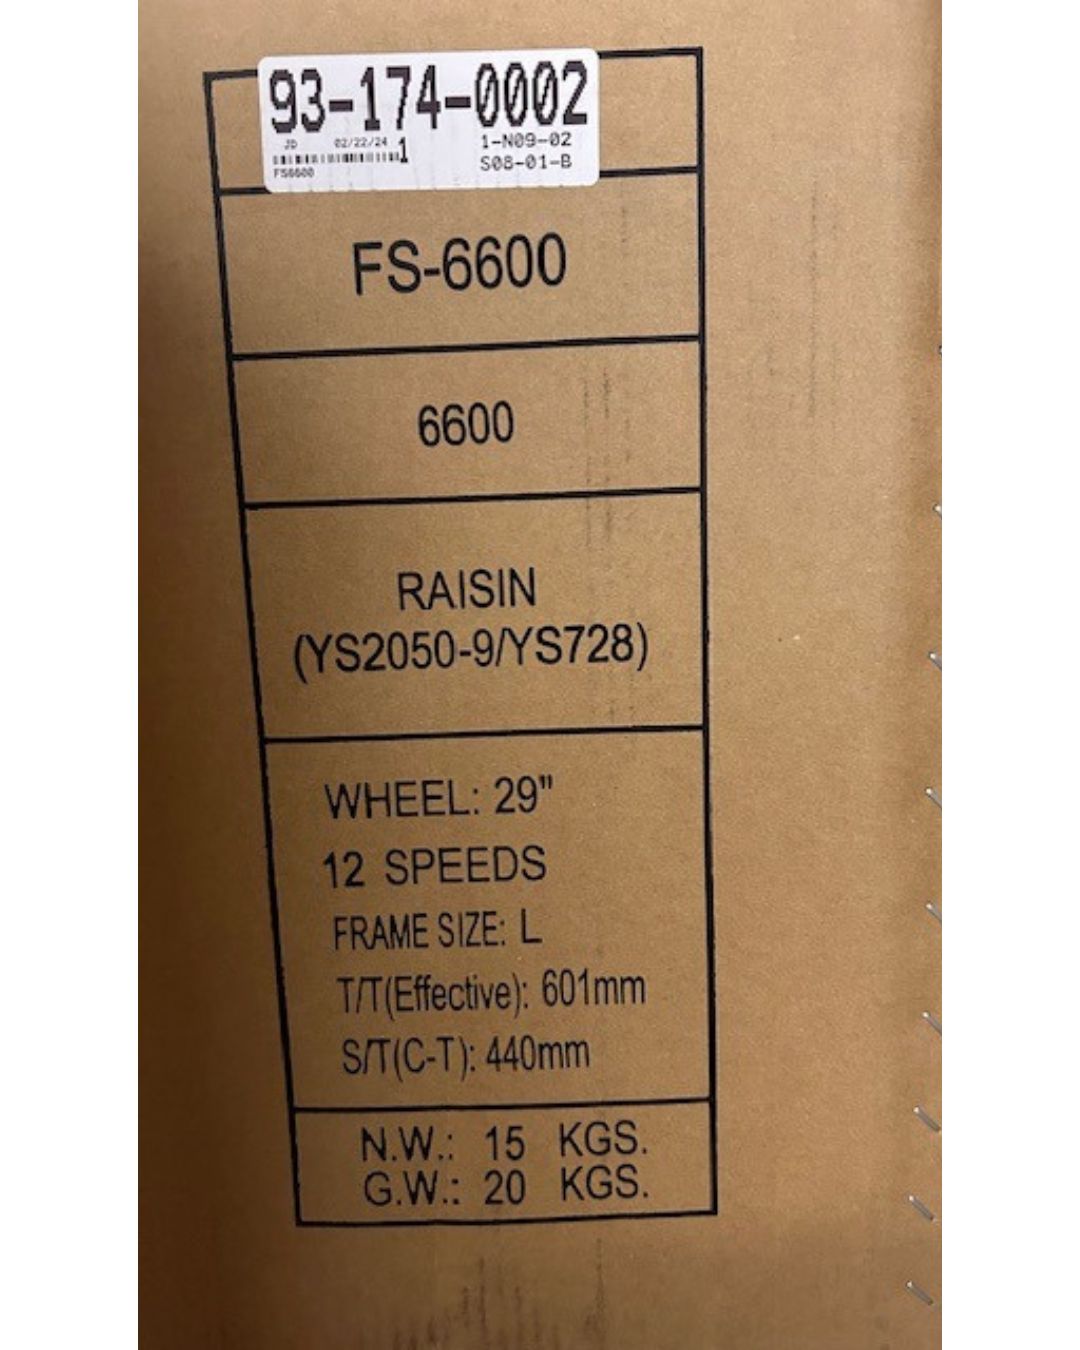 93-174-0002
JD 02/22/24 1 1-N09-02
S08-01-B
FS6600
FS-6600
6600
RAISIN
(YS2050-9/YS728)
WHEEL: 29"
12 SPEEDS
FRAME SIZE: L
T/T(Effective): 601mm
S/T(C-T): 440mm
N.W.: 15 KGS.
G.W.: 20 KGS.